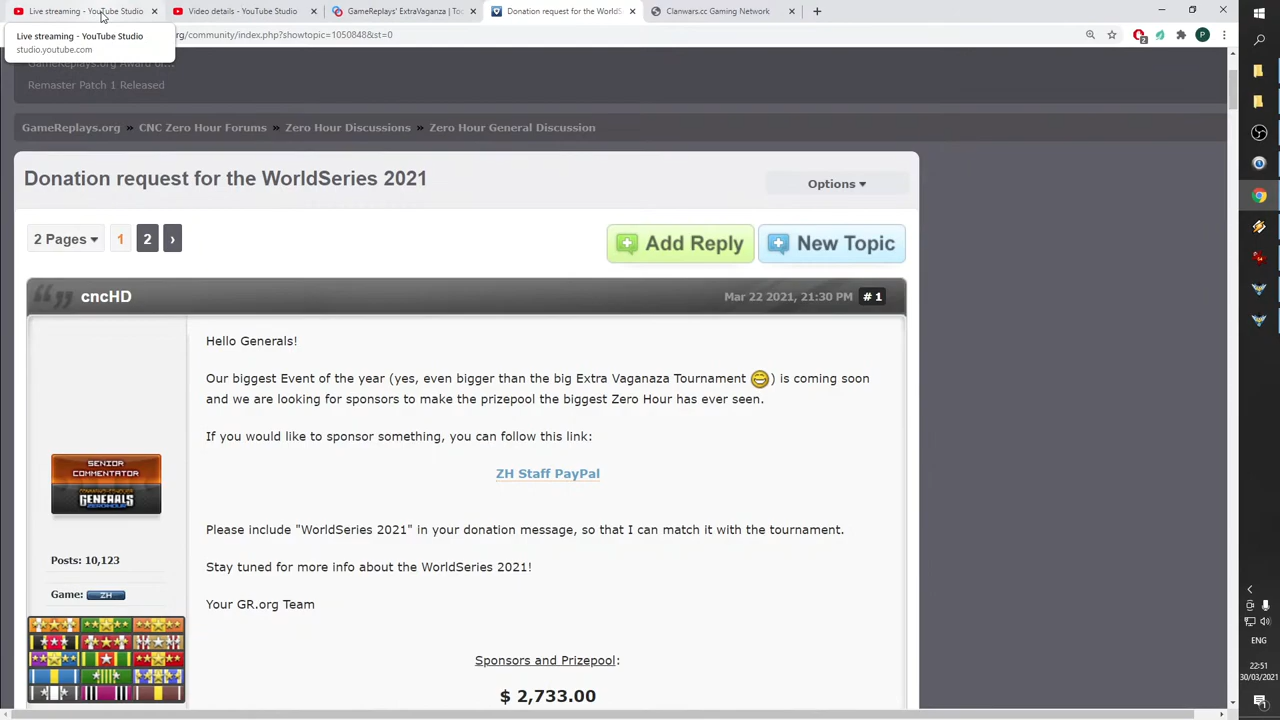 Live streaming - YouTube Studio
Video details - YouTube Studio
GameReplays' ExtraVaganza | To
Donation request for the WorldS
Clanwars.cc Gaming Network
Live streaming - YouTube Studio
studio.youtube.com
rg/community/index.php?showtopic=1050848&st=0
P
GameReplays.org Award of...
Remaster Patch 1 Released
GameReplays.org » CNC Zero Hour Forums » Zero Hour Discussions » Zero Hour General Discussion
Donation request for the WorldSeries 2021
Options ▾
2 Pages ▾ 1 2 ›
Add Reply
New Topic
cncHD
Mar 22 2021, 21:30 PM # 1
Hello Generals!
Our biggest Event of the year (yes, even bigger than the big Extra Vaganaza Tournament ) is coming soon
and we are looking for sponsors to make the prizepool the biggest Zero Hour has ever seen.
If you would like to sponsor something, you can follow this link:
ZH Staff PayPal
Please include "WorldSeries 2021" in your donation message, so that I can match it with the tournament.
Stay tuned for more info about the WorldSeries 2021!
Your GR.org Team
Sponsors and Prizepool:
$ 2,733.00
SENIOR
COMMENTATOR
GENERALS
Posts: 10,123
Game: ZH
ENG
22:51
30/03/2021